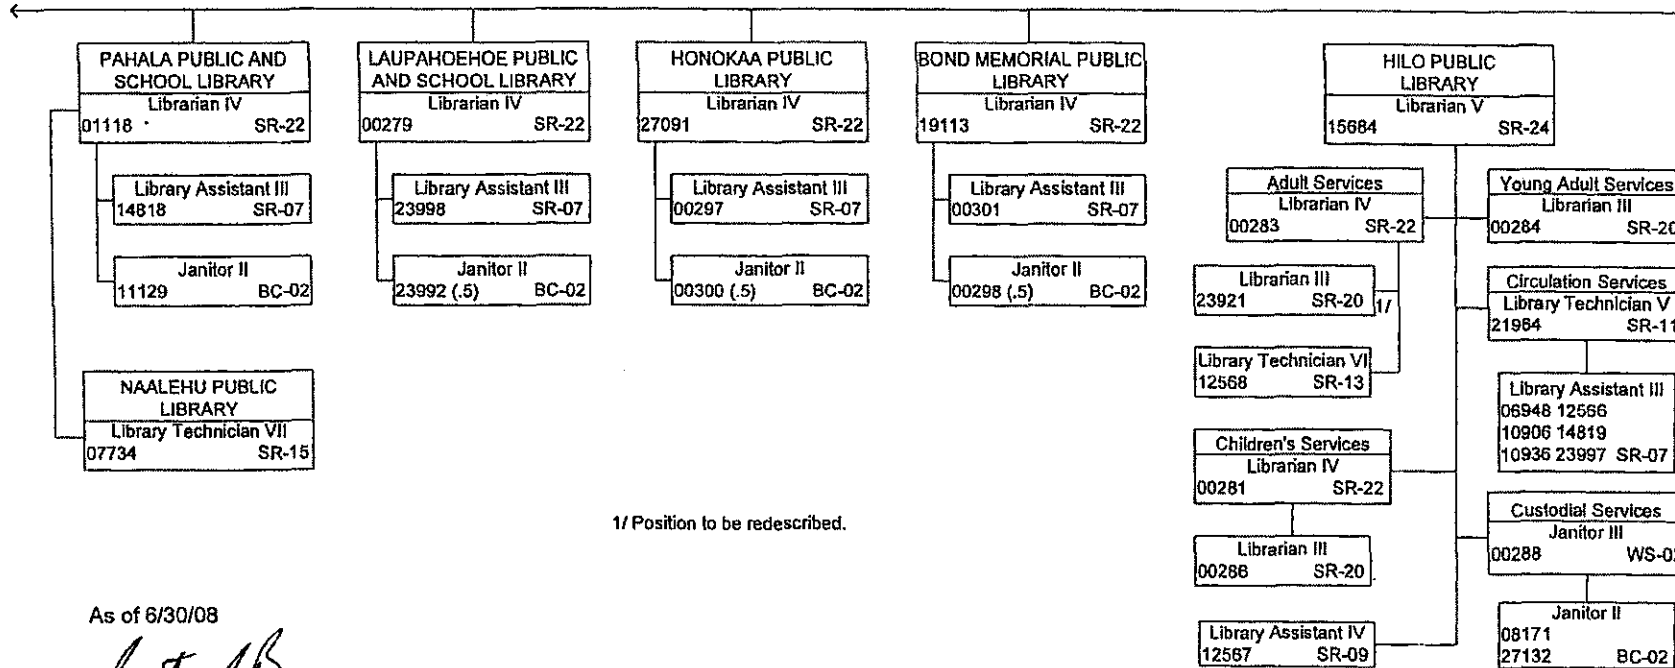 PAHALA PUBLIC AND
SCHOOL LIBRARY
Librarian IV
01118 SR-22
Library Assistant III
14818 SR-07
Janitor II
11129 BC-02
NAALEHU PUBLIC
LIBRARY
Library Technician VII
07734 SR-15
LAUPAHOEHOE PUBLIC
AND SCHOOL LIBRARY
Librarian IV
00279 SR-22
Library Assistant III
23998 SR-07
Janitor II
23992 (.5) BC-02
HONOKAA PUBLIC
LIBRARY
Librarian IV
27091 SR-22
Library Assistant III
00297 SR-07
Janitor II
00300 (.5) BC-02
BOND MEMORIAL PUBLIC
LIBRARY
Librarian IV
19113 SR-22
Library Assistant III
00301 SR-07
Janitor II
00298 (.5) BC-02
HILO PUBLIC
LIBRARY
Librarian V
15684 SR-24
Adult Services
Librarian IV
00283 SR-22
Librarian III
23921 SR-20
1/
Library Technician VI
12568 SR-13
Children's Services
Librarian IV
00281 SR-22
Librarian III
00286 SR-20
Library Assistant IV
12567 SR-09
Young Adult Services
Librarian III
00284 SR-20
Circulation Services
Library Technician V
21964 SR-11
Library Assistant III
06948 12566
10906 14819
10936 23997 SR-07
Custodial Services
Janitor III
00288 WS-02
Janitor II
08171
27132 BC-02
1/ Position to be redescribed.
As of 6/30/08